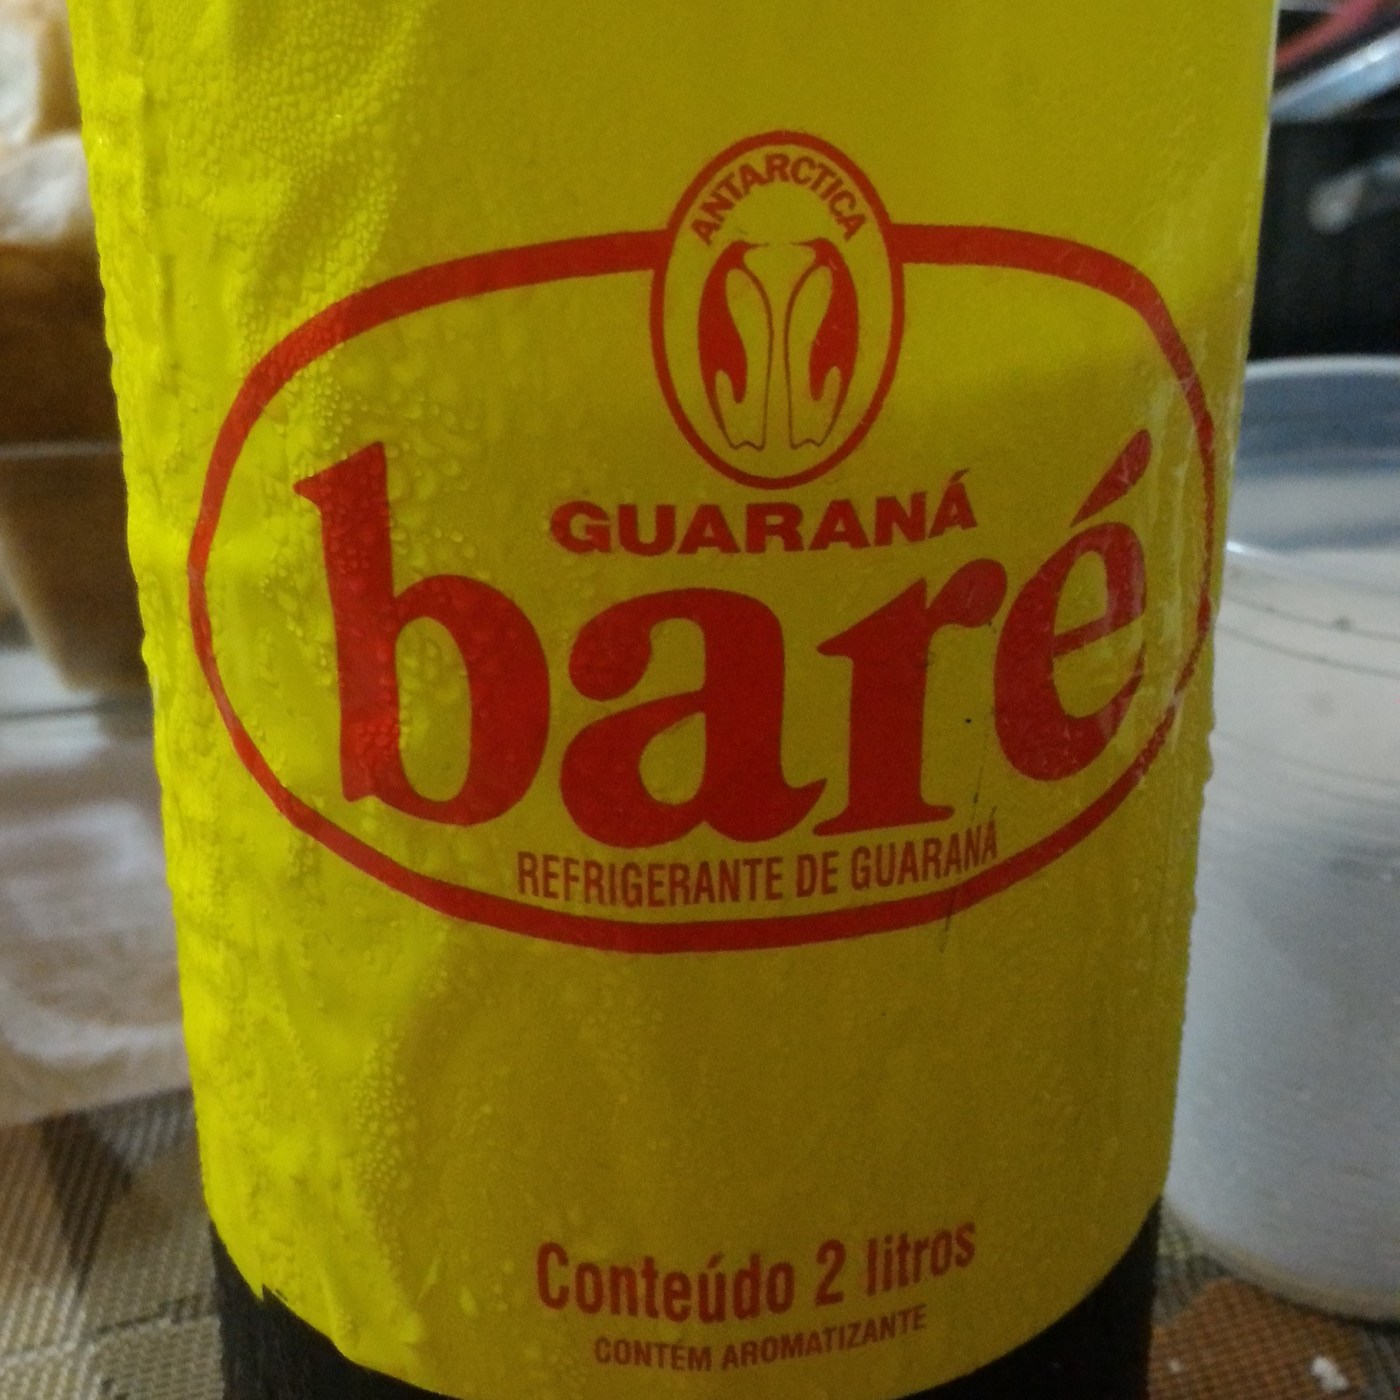 ANTARCTICA
GUARANÁ
baré
REFRIGERANTE DE GUARANÁ
Conteúdo 2 litros
CONTÉM AROMATIZANTE